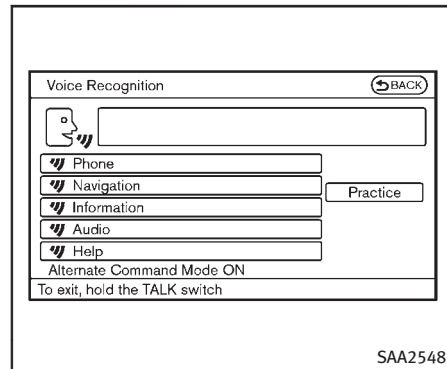 Voice Recognition
BACK
Phone
Navigation
Practice
Information
Audio
Help
Alternate Command Mode ON
To exit, hold the TALK switch
SAA2548